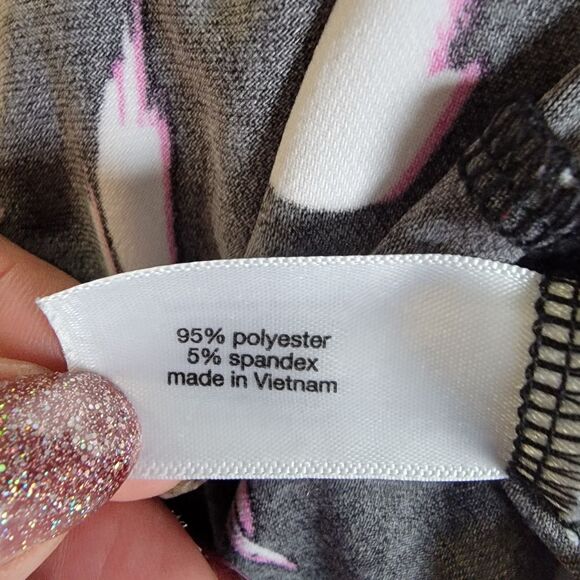 95% polyester
5% spandex
made in Vietnam